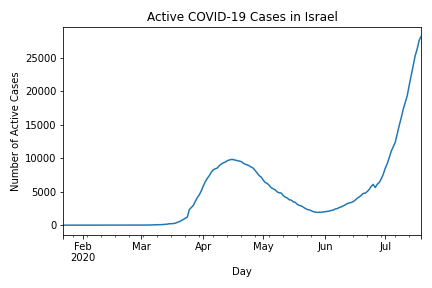 Active COVID-19 Cases in Israel
Number of Active Cases
25000
20000
15000
10000
5000
0
Feb
2020
Mar
Apr
May
Jun
Jul
Day